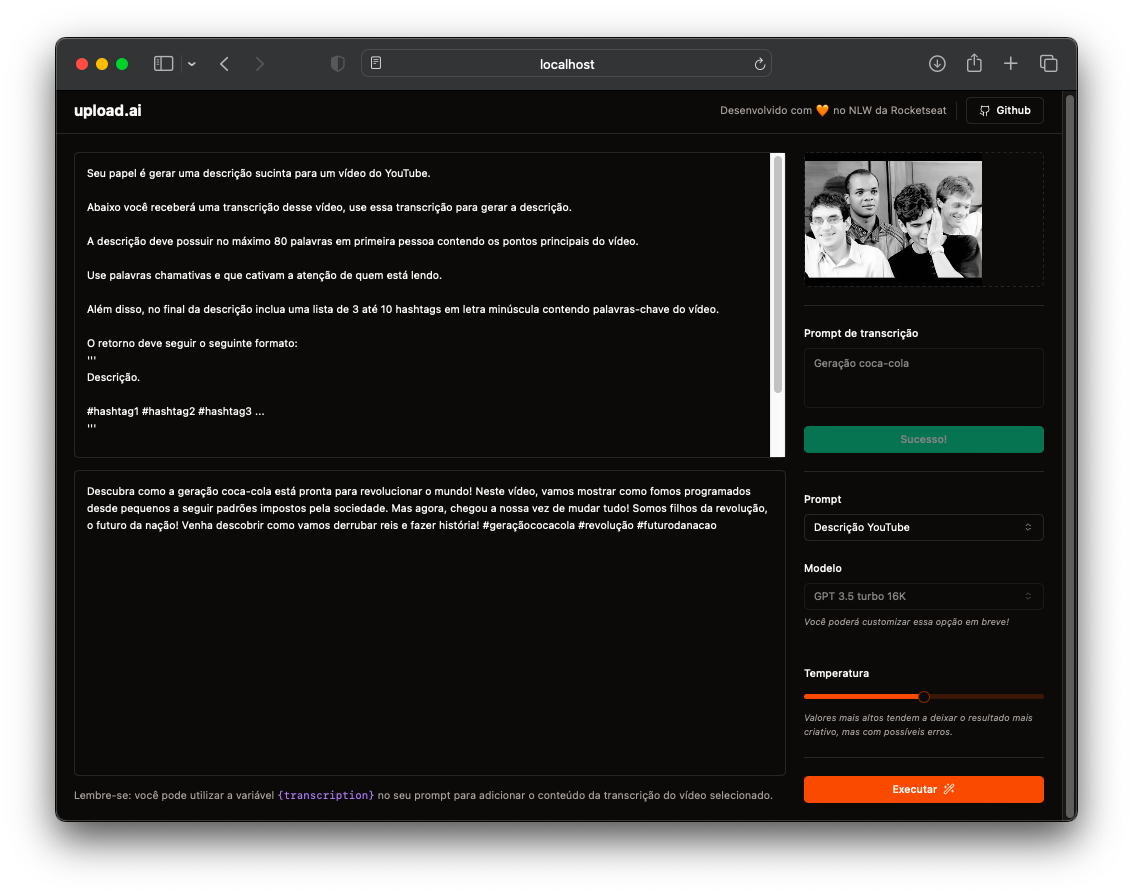 localhost
upload.ai
Desenvolvido com 🧡 no NLW da Rocketseat
Github
Seu papel é gerar uma descrição sucinta para um vídeo do YouTube.
Abaixo você receberá uma transcrição desse vídeo, use essa transcrição para gerar a descrição.
A descrição deve possuir no máximo 80 palavras em primeira pessoa contendo os pontos principais do vídeo.
Use palavras chamativas e que cativam a atenção de quem está lendo.
Além disso, no final da descrição inclua uma lista de 3 até 10 hashtags em letra minúscula contendo palavras-chave do vídeo.
O retorno deve seguir o seguinte formato:
'''
Descrição.
#hashtag1 #hashtag2 #hashtag3 ...
'''
Descubra como a geração coca-cola está pronta para revolucionar o mundo! Neste vídeo, vamos mostrar como fomos programados
desde pequenos a seguir padrões impostos pela sociedade. Mas agora, chegou a nossa vez de mudar tudo! Somos filhos da revolução,
o futuro da nação! Venha descobrir como vamos derrubar reis e fazer história! #geraçãococacola #revolução #futurodanacao
Lembre-se: você pode utilizar a variável {transcription} no seu prompt para adicionar o conteúdo da transcrição do vídeo selecionado.
Prompt de transcrição
Geração coca-cola
Sucesso!
Prompt
Descrição YouTube
Modelo
GPT 3.5 turbo 16K
Você poderá customizar essa opção em breve!
Temperatura
Valores mais altos tendem a deixar o resultado mais
criativo, mas com possíveis erros.
Executar